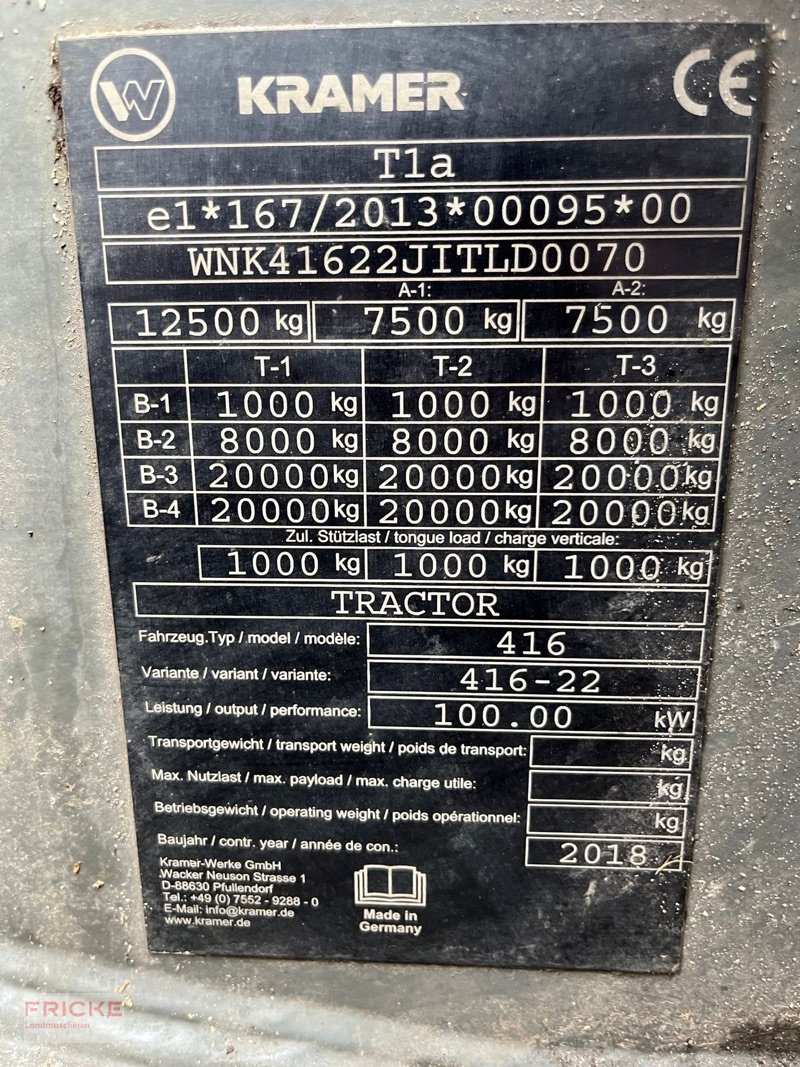 W KRAMER CE
T1a
e1*167/2013*00095*00
WNK41622JITLD0070
A-1: A-2:
12500 kg 7500 kg 7500 kg
T-1 T-2 T-3
B-1 1000 kg 1000 kg 1000 kg
B-2 8000 kg 8000 kg 8000 kg
B-3 20000kg 20000kg 20000kg
B-4 20000kg 20000kg 20000kg
Zul. Stützlast / tongue load / charge verticale:
1000 kg 1000 kg 1000 kg
TRACTOR
Fahrzeug.Typ / model / modèle: 416
Variante / variant / variante: 416-22
Leistung / output / performance: 100.00 kW
Transportgewicht / transport weight / poids de transport: kg
Max. Nutzlast / max. payload / max. charge utile: kg
Betriebsgewicht / operating weight / poids opérationnel: kg
Baujahr / contr. year / année de con.: 2018
Kramer-Werke GmbH
Wacker Neuson Strasse 1
D-88630 Pfullendorf
Tel.: +49 (0) 7552 - 9288 - 0
E-Mail: info@kramer.de
www.kramer.de
Made in
Germany
FRICKE
Landmaschinen